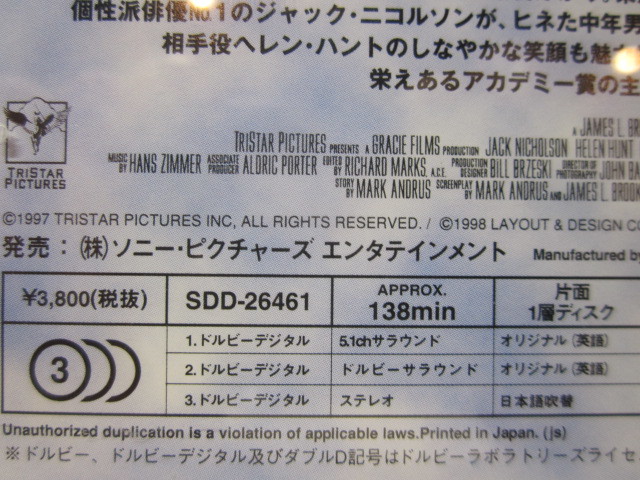 個性派俳優No.1のジャック・ニコルソンが、ヒネた中年男
相手役ヘレン・ハントのしなやかな笑顔も魅
栄えあるアカデミー賞の主
A JAMES L. BR
TRISTAR PICTURES PRESENTS A GRACIE FILMS PRODUCTION JACK NICHOLSON HELEN HUNT
MUSIC BY HANS ZIMMER ASSOCIATE PRODUCER ALDRIC PORTER EDITED BY RICHARD MARKS, A.C.E. PRODUCTION DESIGNER BILL BRZESKI DIRECTOR OF PHOTOGRAPHY JOHN BA
STORY BY MARK ANDRUS SCREENPLAY BY MARK ANDRUS AND JAMES L. BROO
TRISTAR
PICTURES
©1997 TRISTAR PICTURES INC, ALL RIGHTS RESERVED. / ©1998 LAYOUT & DESIGN CO
発売：(株)ソニー・ピクチャーズ エンタテインメント Manufactured by
¥3,800(税抜) SDD-26461 APPROX. 138min 片面 1層ディスク
3
1.ドルビーデジタル 5.1chサラウンド オリジナル（英語）
2.ドルビーデジタル ドルビーサラウンド オリジナル（英語）
3.ドルビーデジタル ステレオ 日本語吹替
Unauthorized duplication is a violation of applicable laws.Printed in Japan. (js)
※ドルビー、ドルビーデジタル及びダブルD記号はドルビーラボラトリーズライセ